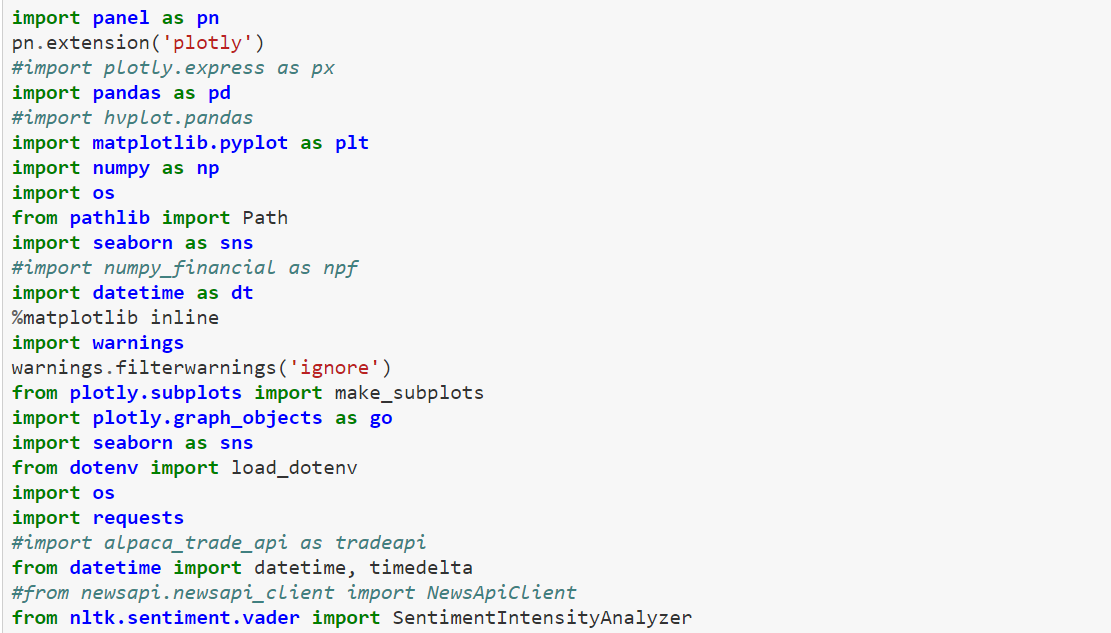 import panel as pn
pn.extension('plotly')
#import plotly.express as px
import pandas as pd
#import hvplot.pandas
import matplotlib.pyplot as plt
import numpy as np
import os
from pathlib import Path
import seaborn as sns
#import numpy_financial as npf
import datetime as dt
%matplotlib inline
import warnings
warnings.filterwarnings('ignore')
from plotly.subplots import make_subplots
import plotly.graph_objects as go
import seaborn as sns
from dotenv import load_dotenv
import os
import requests
#import alpaca_trade_api as tradeapi
from datetime import datetime, timedelta
#from newsapi.newsapi_client import NewsApiClient
from nltk.sentiment.vader import SentimentIntensityAnalyzer